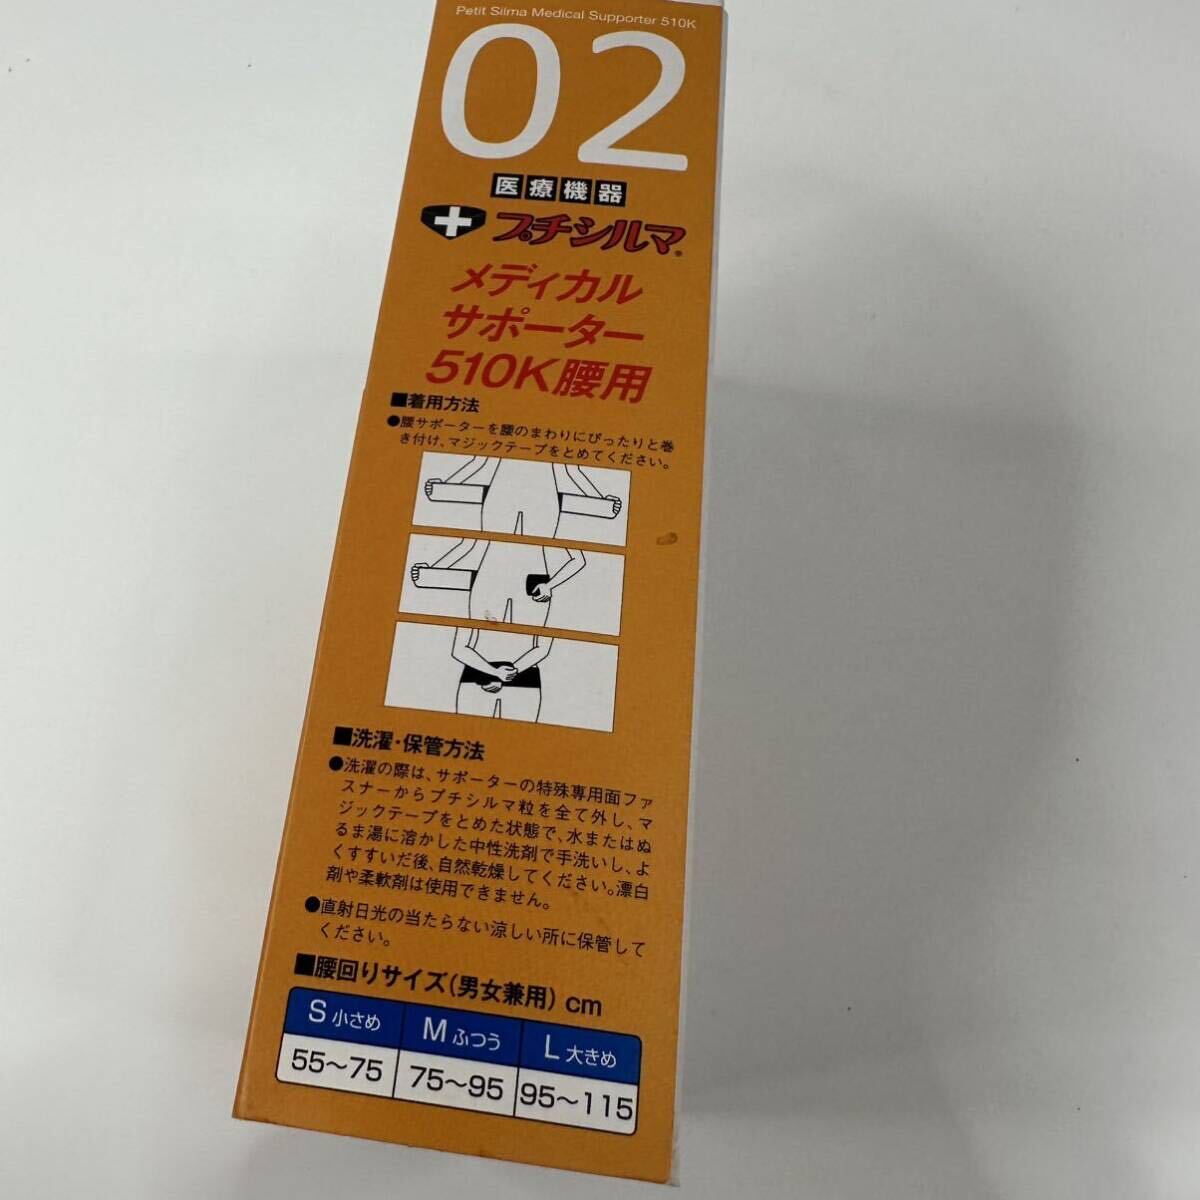 Petit Silma Medical Supporter 510K
02
医療機器
プチシルマ®
メディカル
サポーター
510K腰用
■着用方法
●腰サポーターを腰のまわりにぴったりと巻
き付け、マジックテープをとめてください。
■洗濯・保管方法
●洗濯の際は、サポーターの特殊専用面ファ
スナーからプチシルマ粒を全て外し、マ
ジックテープをとめた状態で、水またはぬ
るま湯に溶かした中性洗剤で手洗いし、よ
くすすいだ後、自然乾燥してください。漂白
剤や柔軟剤は使用できません。
●直射日光の当たらない涼しい所に保管して
ください。
■腰回りサイズ(男女兼用) cm
S 小さめ M ふつう L 大きめ
55〜75 75〜95 95〜115